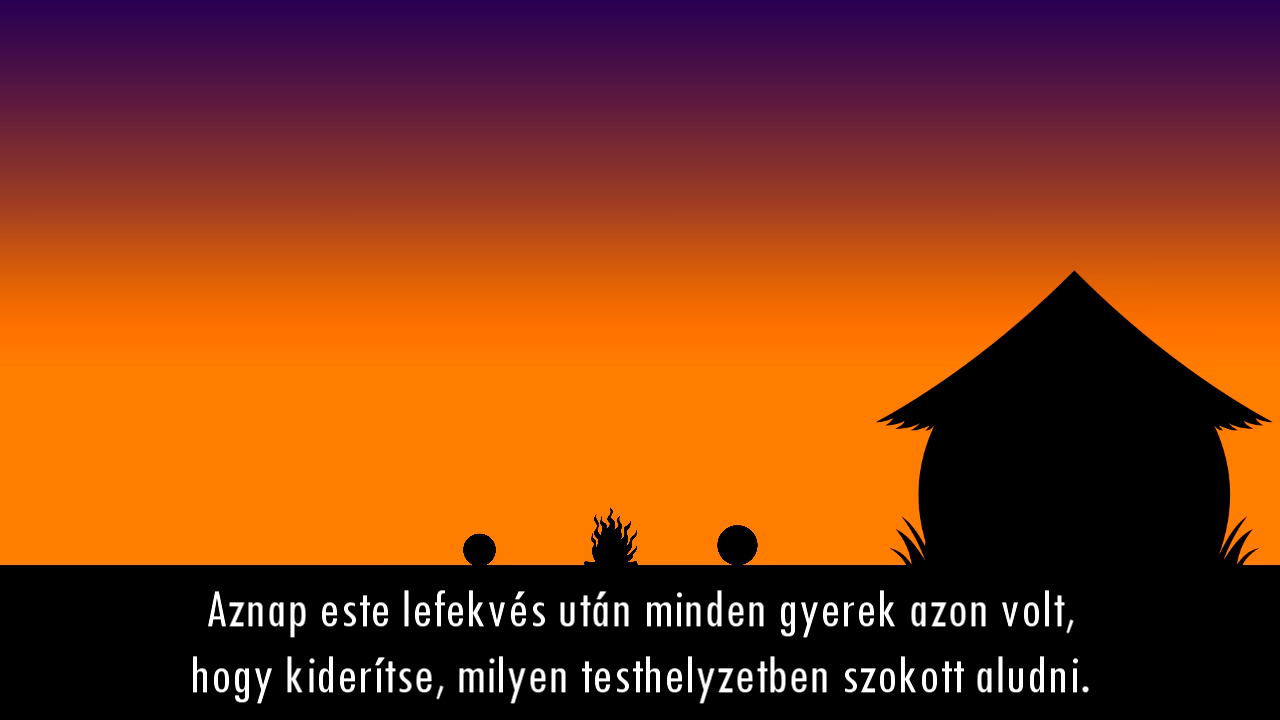 Aznap este lefekvés után minden gyerek azon volt,
hogy kiderítse, milyen testhelyzetben szokott aludni.